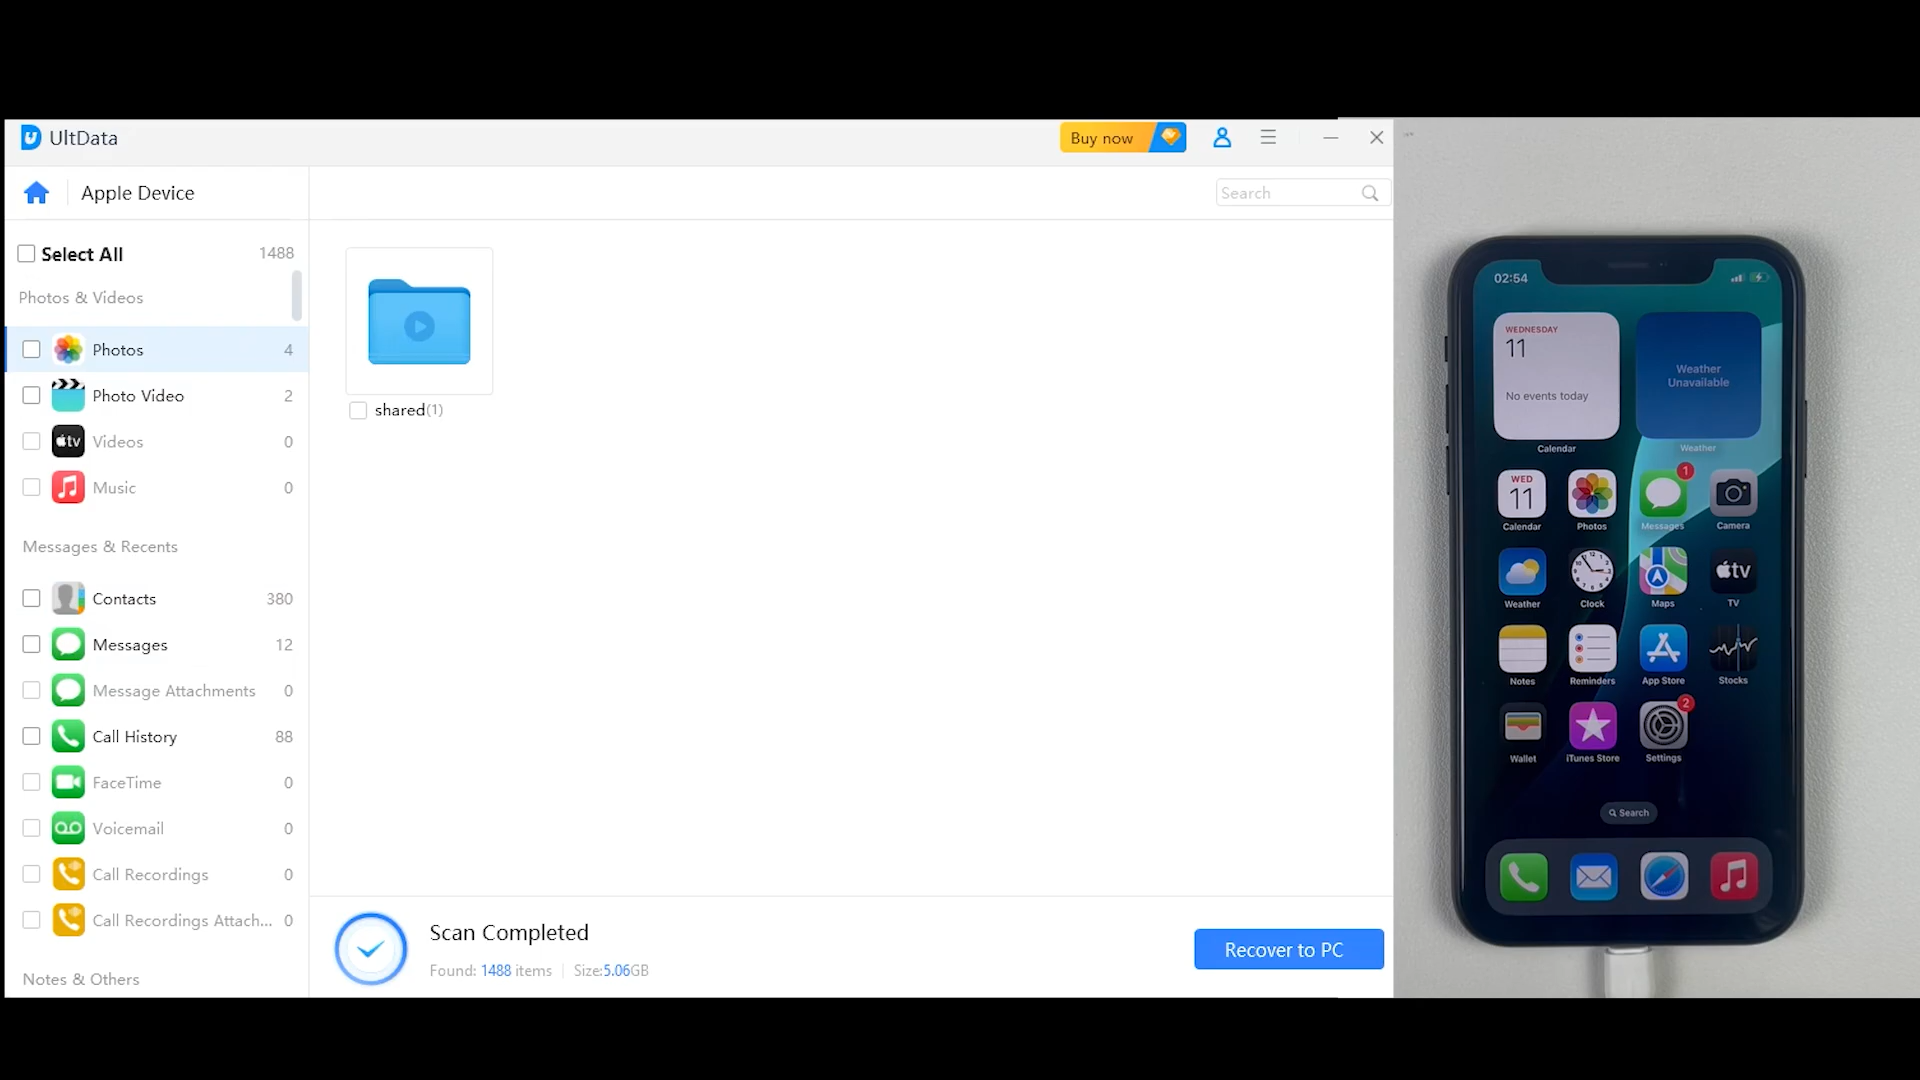 UltData
Buy now
Apple Device
Search
Select All 1488
Photos & Videos
Photos 4
Photo Video 2
tv Videos 0
Music 0
Messages & Recents
Contacts 380
Messages 12
Message Attachments 0
Call History 88
FaceTime 0
Voicemail 0
Call Recordings 0
Call Recordings Attach... 0
Notes & Others
shared(1)
Scan Completed
Found: 1488 items | Size:5.06GB
Recover to PC
02:54
WEDNESDAY
11
No events today
Calendar
Weather
Unavailable
Weather
WED
11
1
Calendar Photos Messages Camera
tv
Weather Clock Maps TV
Notes Reminders App Store Stocks
2
Wallet iTunes Store Settings
Search